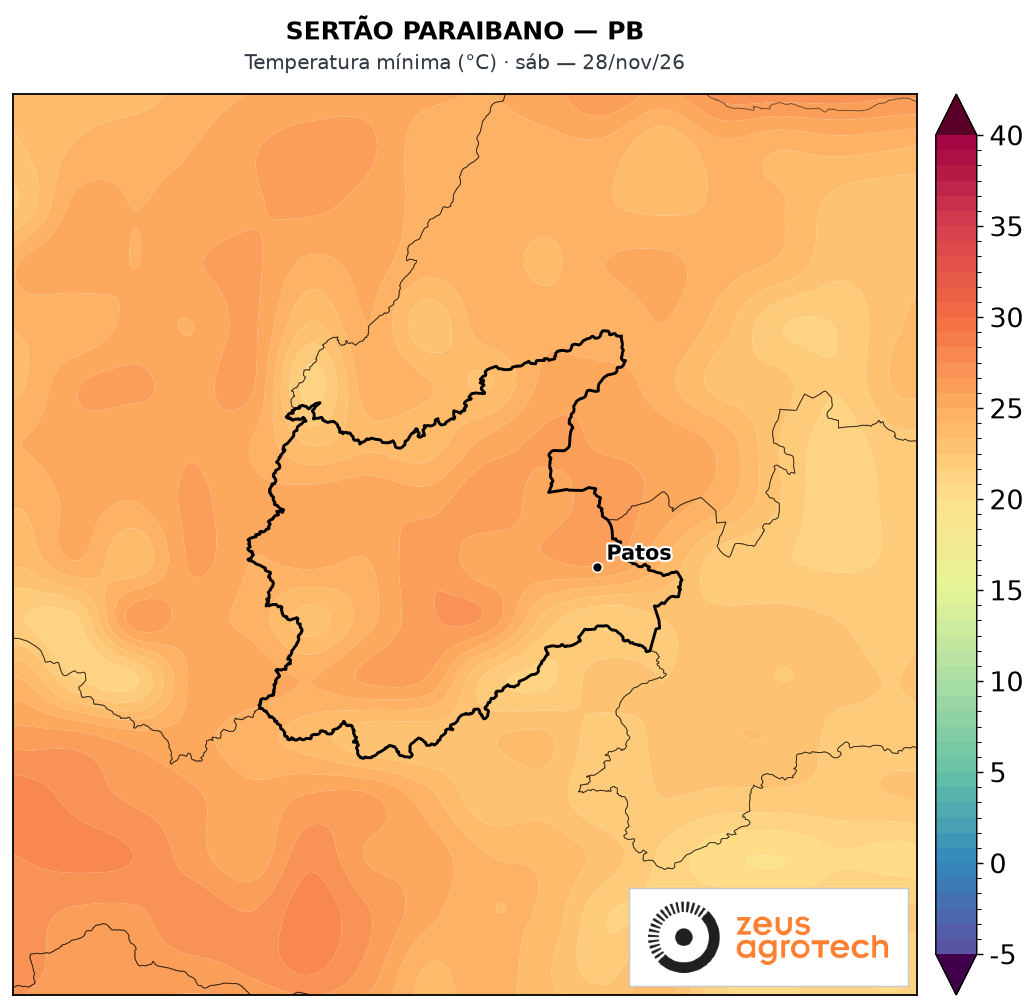 SERTÃO PARAIBANO — PB
Temperatura mínima (°C) · sáb — 28/nov/26
40
35
30
25
20
15
10
5
0
-5
Patos
zeus
agrotech